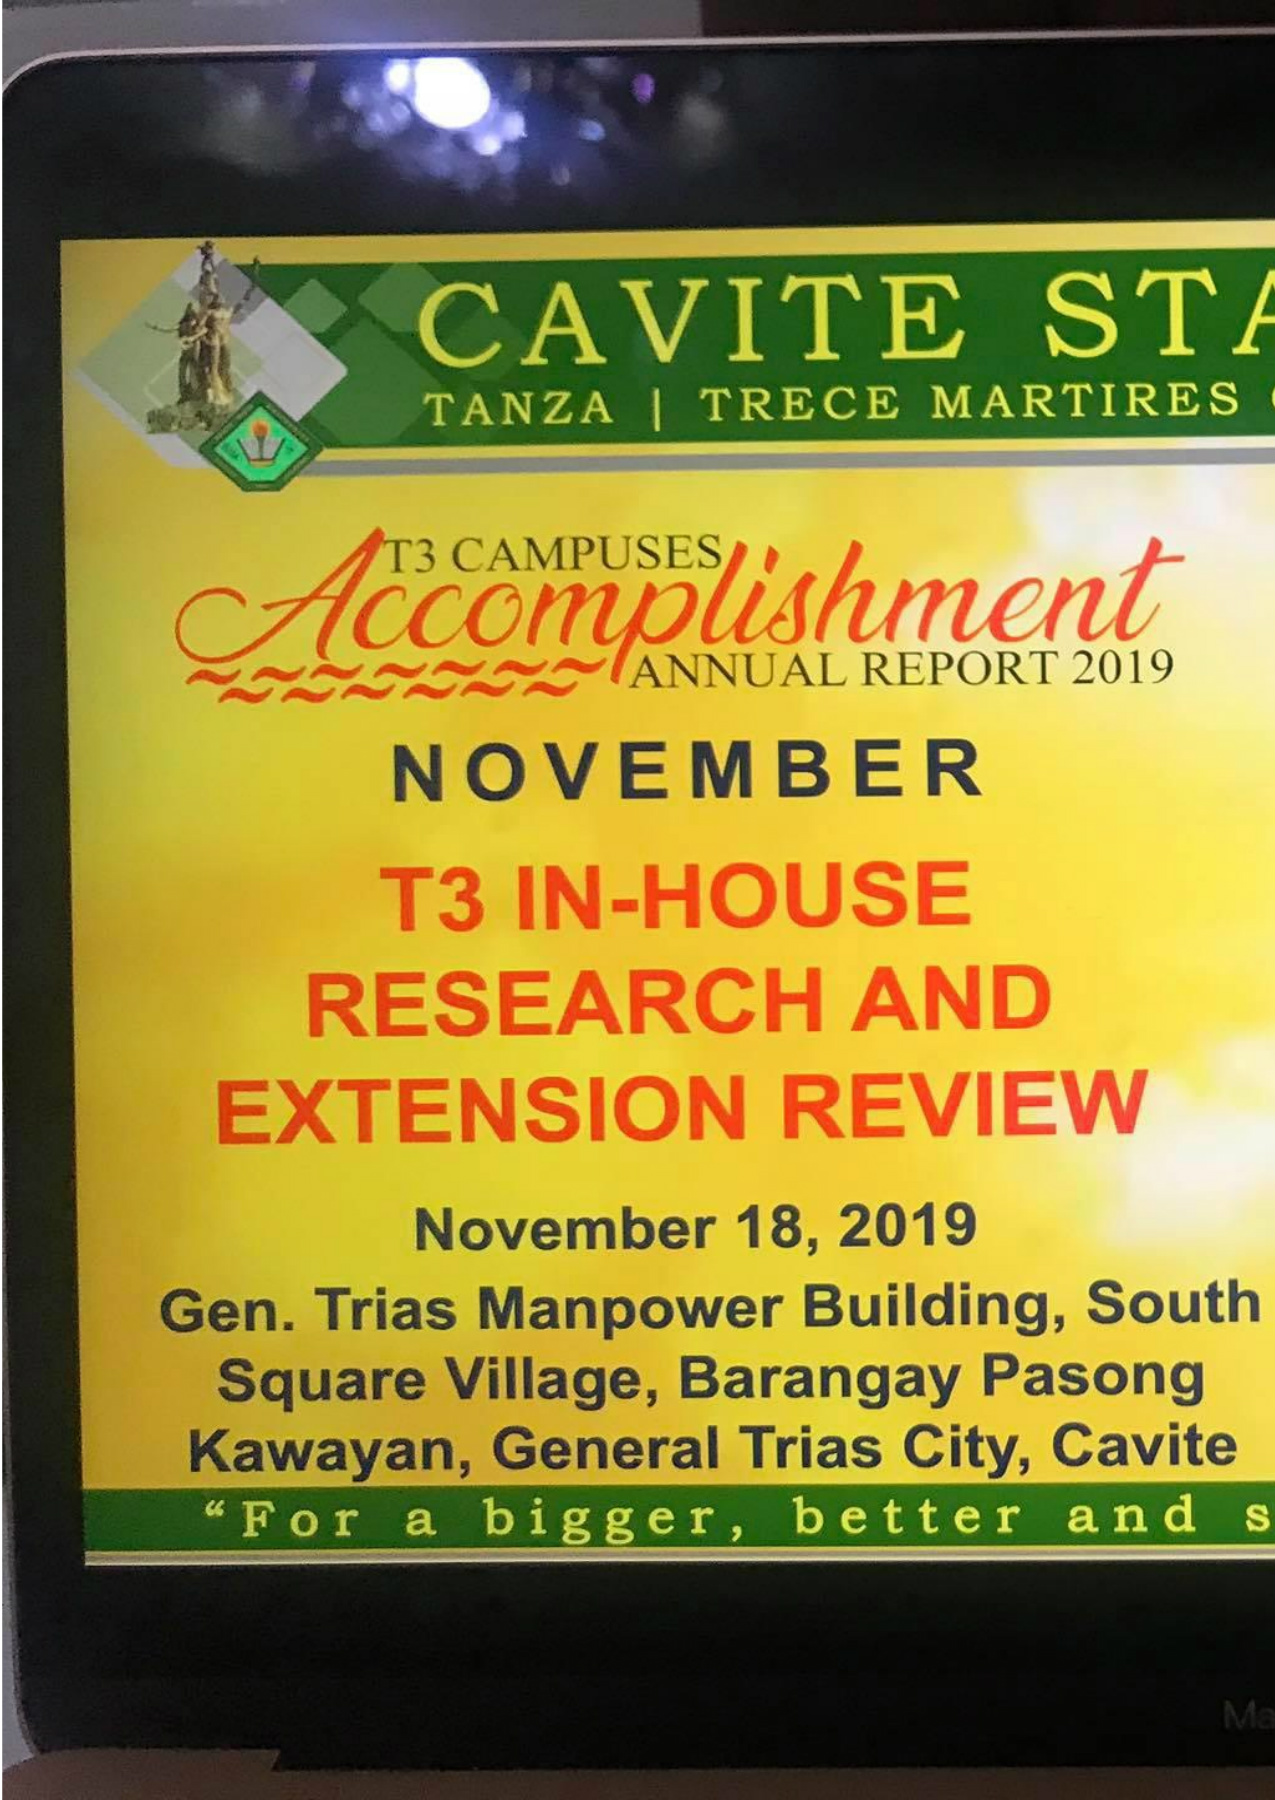 CAVITE STA
TANZA | TRECE MARTIRES
T3 CAMPUSES
Accomplishment
ANNUAL REPORT 2019
NOVEMBER
T3 IN-HOUSE
RESEARCH AND
EXTENSION REVIEW
November 18, 2019
Gen. Trias Manpower Building, South
Square Village, Barangay Pasong
Kawayan, General Trias City, Cavite
"For a bigger, better and s
Ma